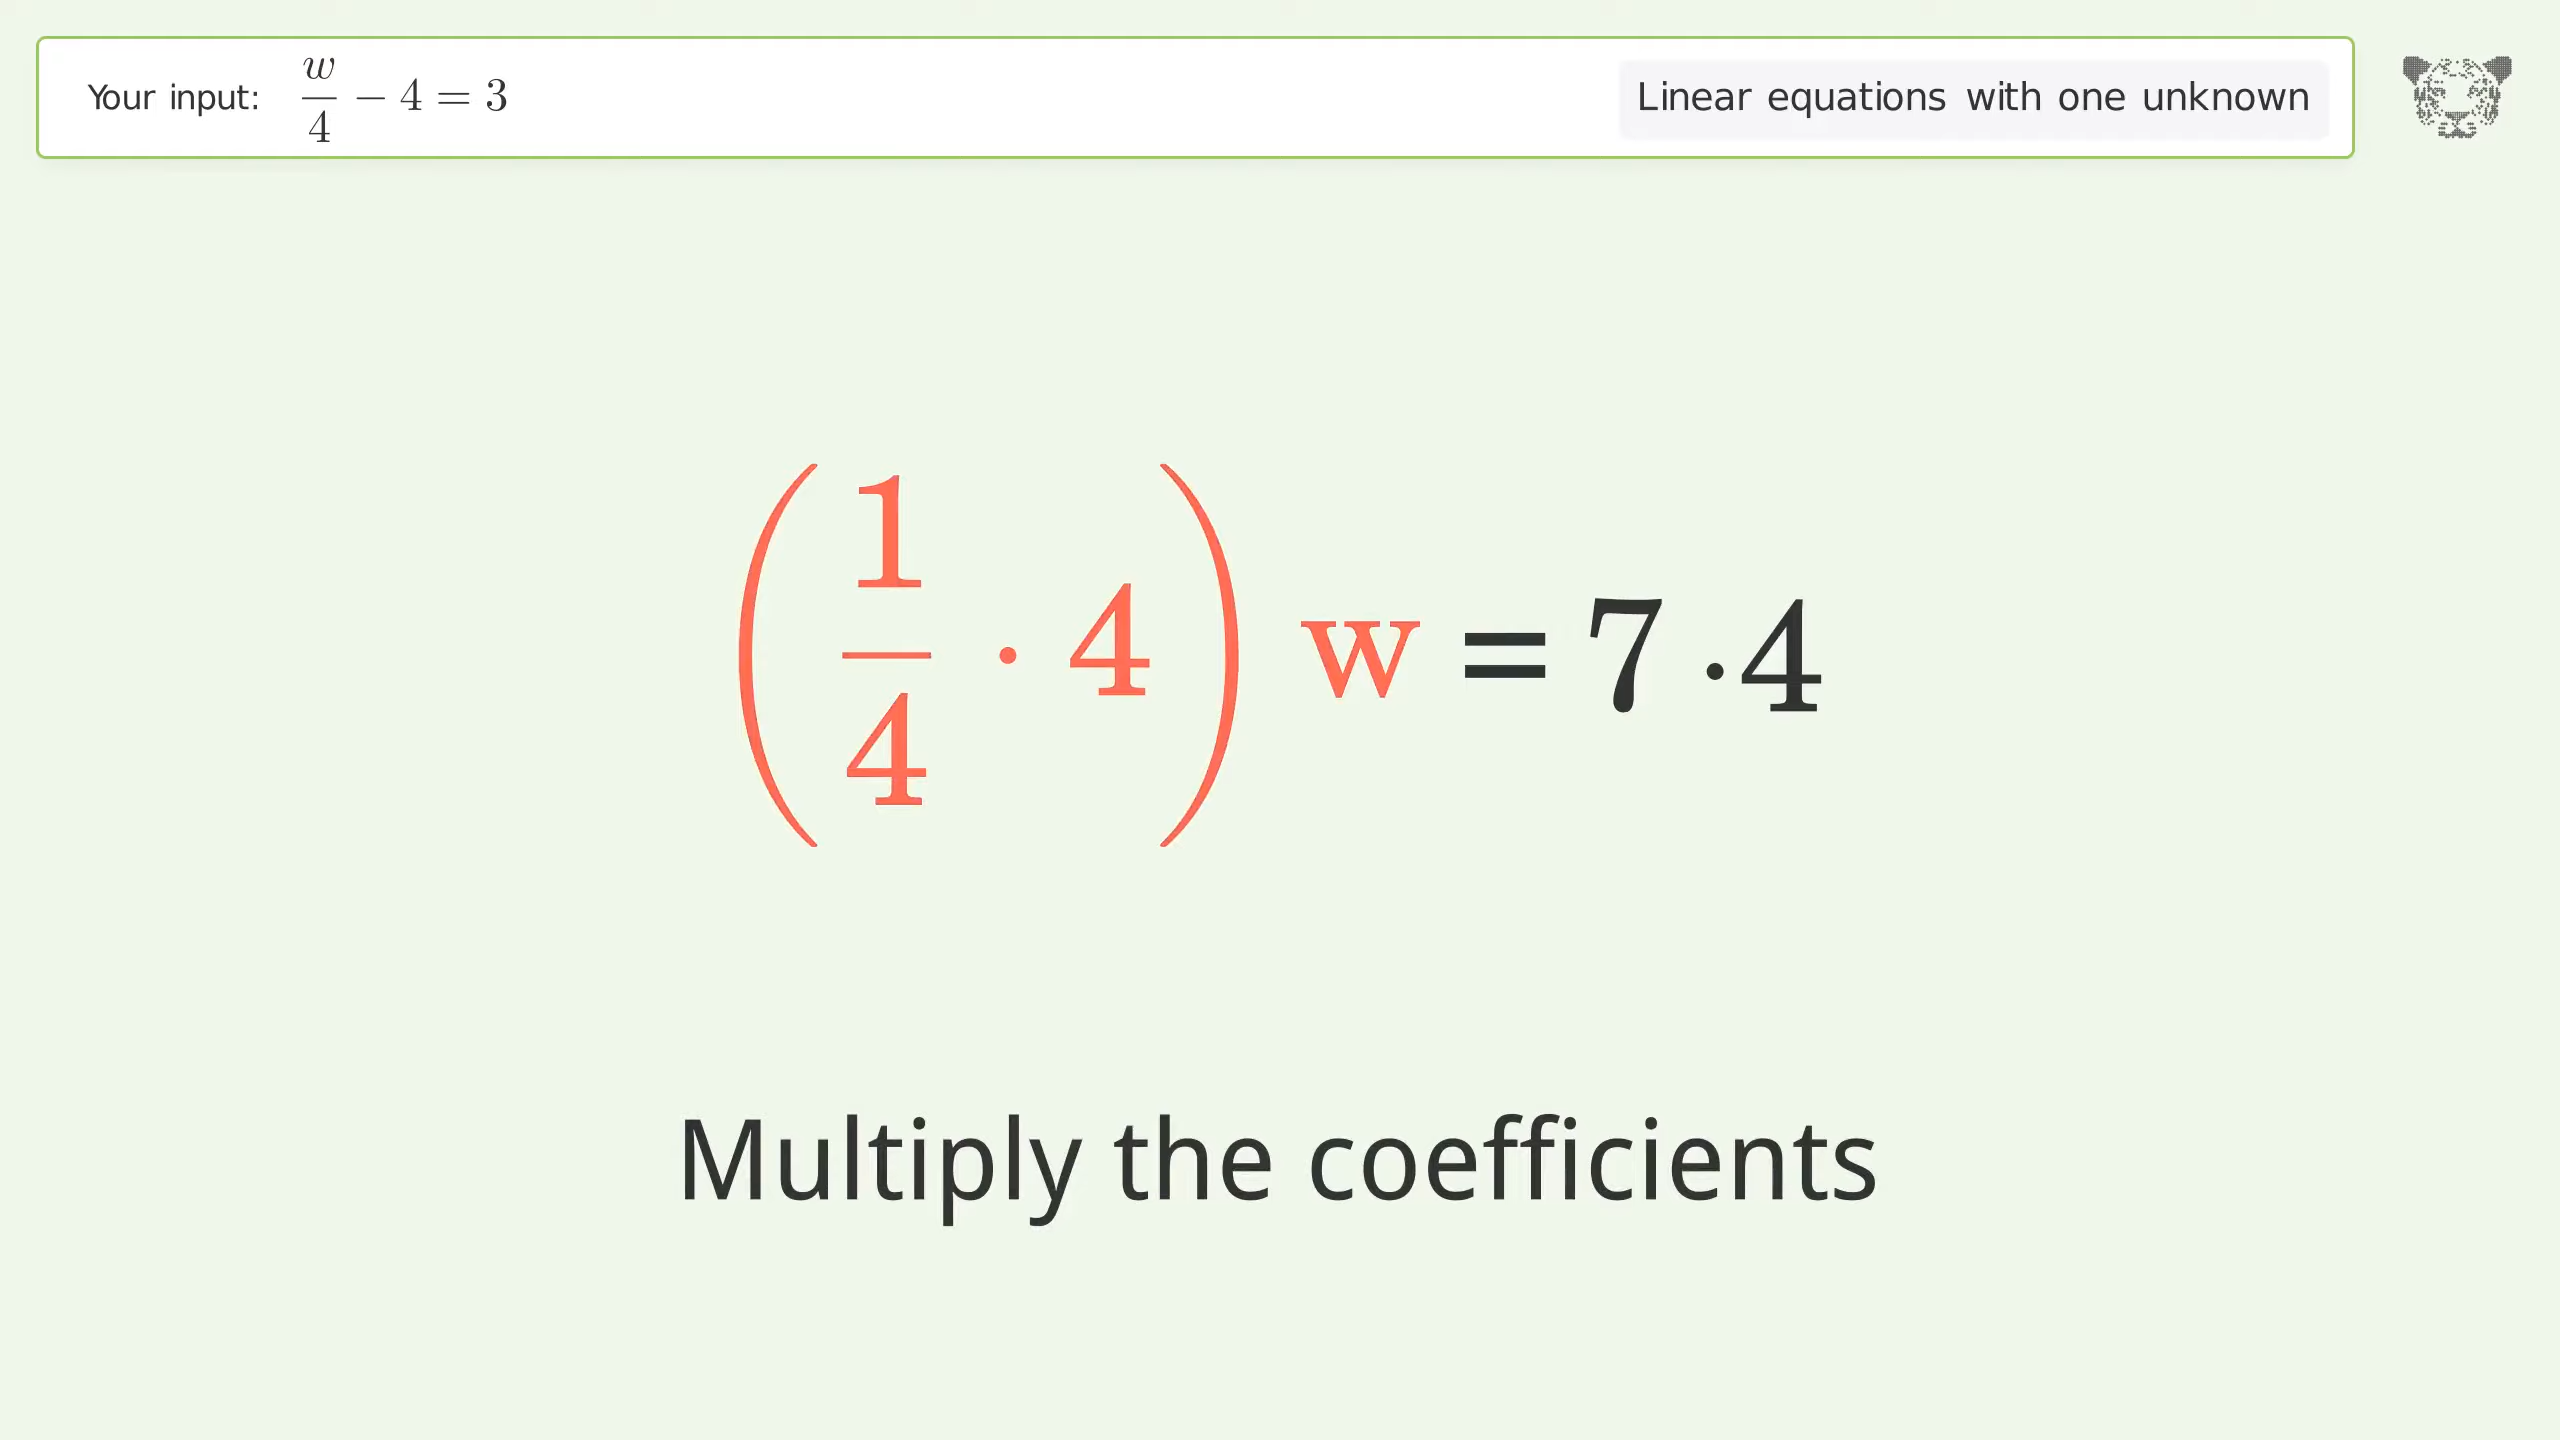 Your input: w/4 − 4 = 3
Linear equations with one unknown
(1/4 · 4) w = 7 · 4
Multiply the coefficients